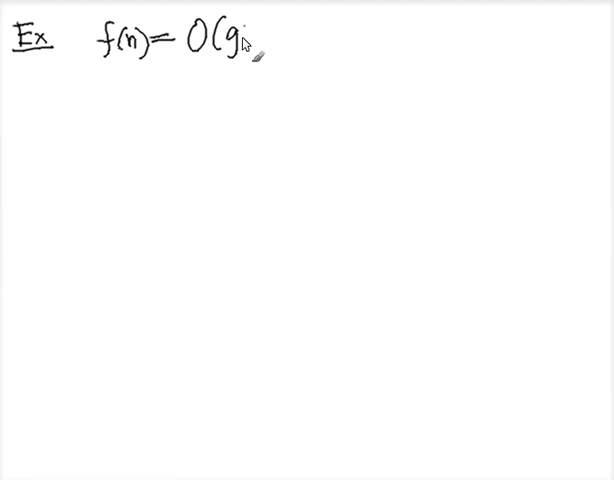 Ex f(n) = O(g